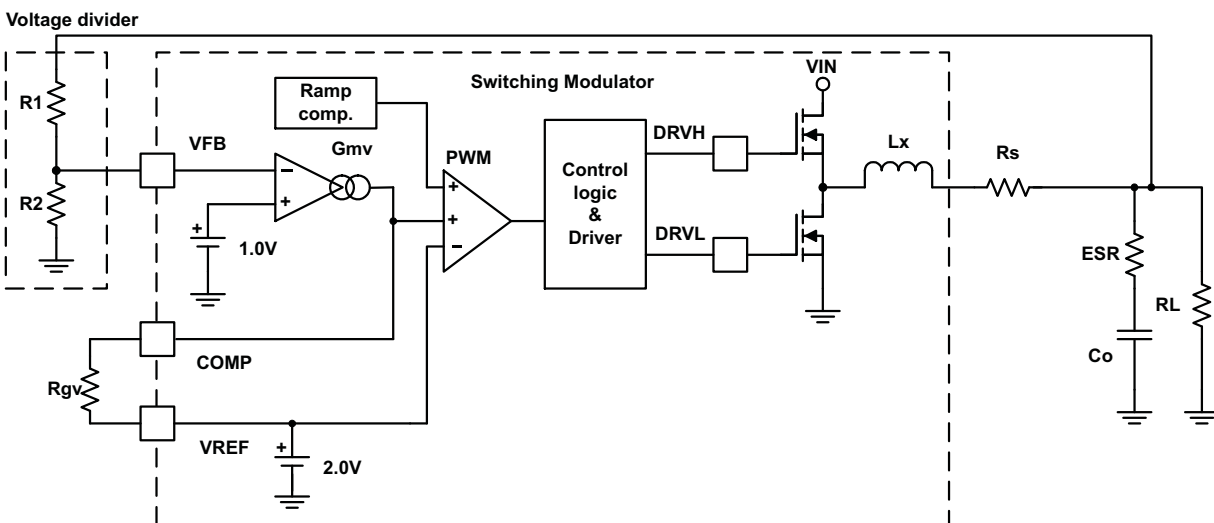 Voltage divider
R1
R2
VFB
Ramp
comp.
Gmv
+
−
+
1.0V
PWM
+
+
−
Switching Modulator
Control
logic
&
Driver
DRVH
DRVL
VIN
Lx
Rs
ESR
Co
RL
COMP
Rgv
VREF
+
2.0V